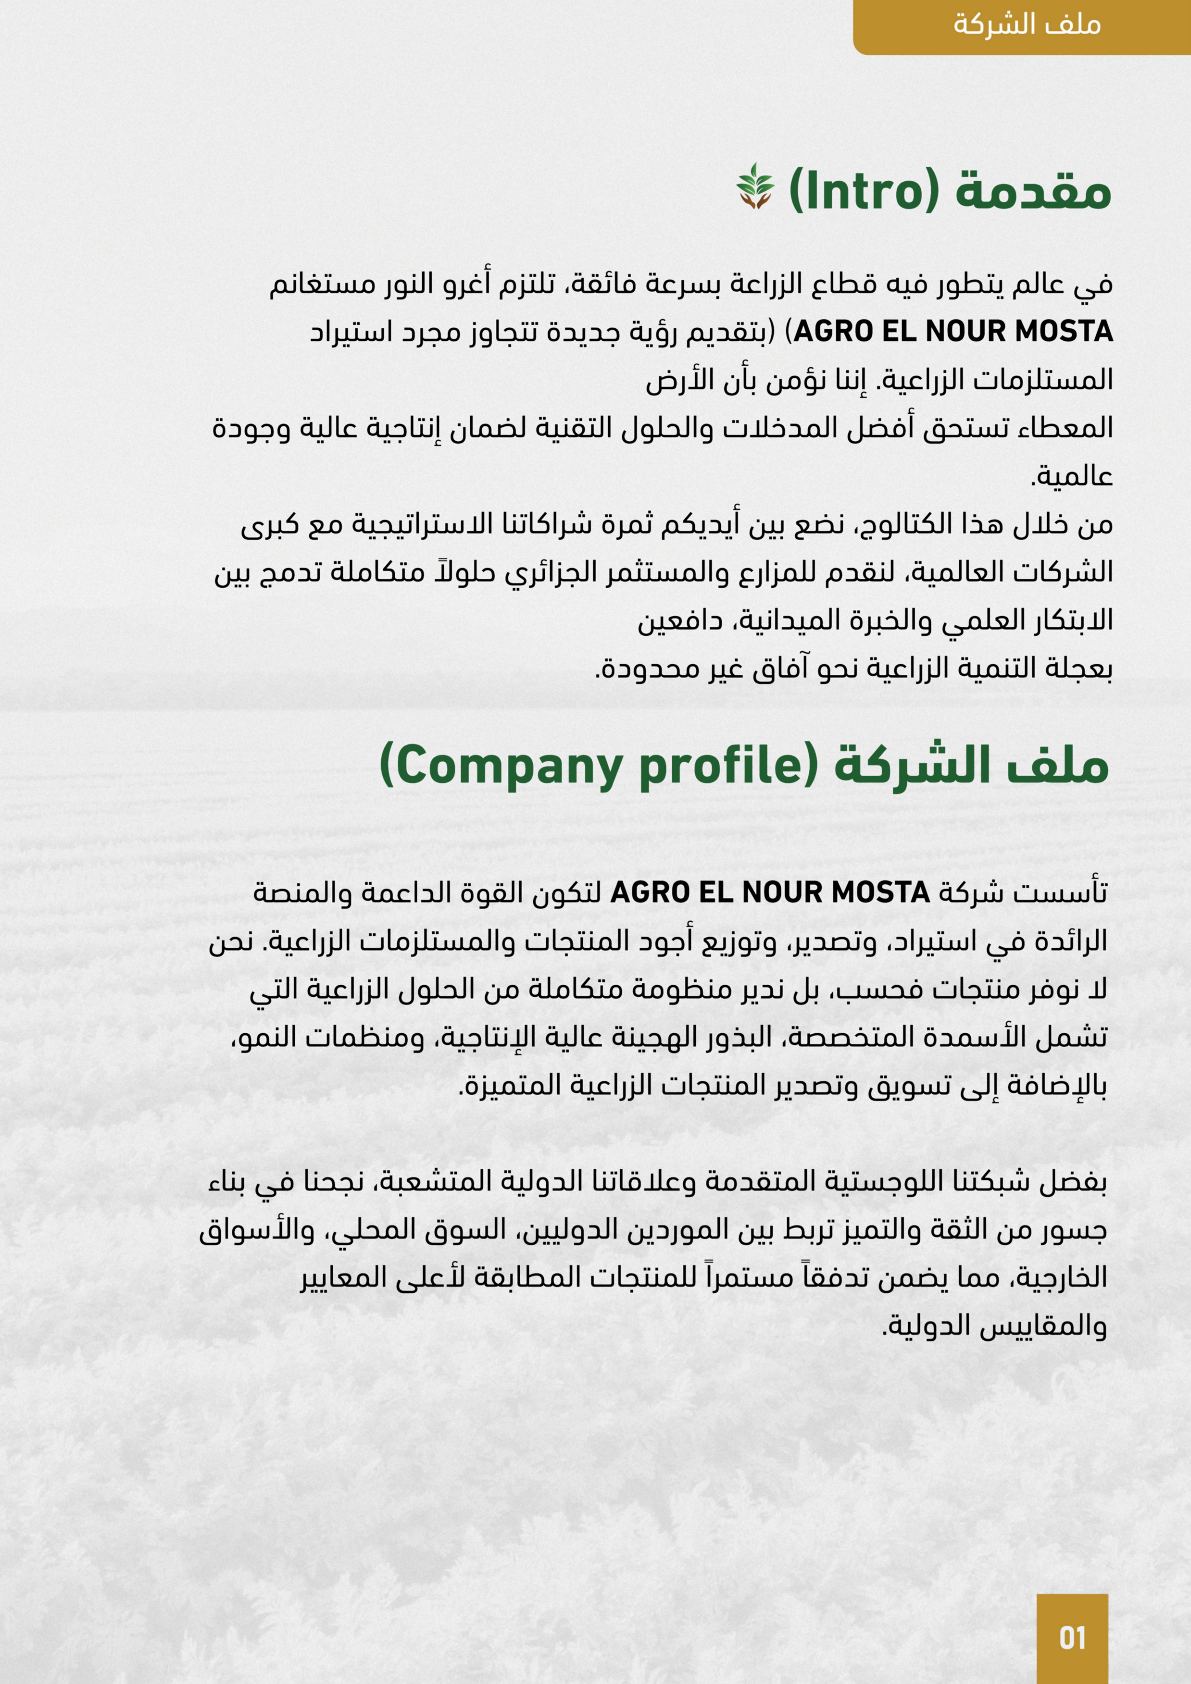 ملف الشركة
مقدمة (Intro)
في عالم يتطور فيه قطاع الزراعة بسرعة فائقة، تلتزم أغرو النور مستغانم
AGRO EL NOUR MOSTA) (بتقديم رؤية جديدة تتجاوز مجرد استيراد
المستلزمات الزراعية. إننا نؤمن بأن الأرض
المعطاء تستحق أفضل المدخلات والحلول التقنية لضمان إنتاجية عالية وجودة
عالمية.
من خلال هذا الكتالوج، نضع بين أيديكم ثمرة شراكاتنا الاستراتيجية مع كبرى
الشركات العالمية، لنقدم للمزارع والمستثمر الجزائري حلولاً متكاملة تدمج بين
الابتكار العلمي والخبرة الميدانية، دافعين
بعجلة التنمية الزراعية نحو آفاق غير محدودة.
ملف الشركة (Company profile)
تأسست شركة AGRO EL NOUR MOSTA لتكون القوة الداعمة والمنصة
الرائدة في استيراد، وتصدير، وتوزيع أجود المنتجات والمستلزمات الزراعية. نحن
لا نوفر منتجات فحسب، بل ندير منظومة متكاملة من الحلول الزراعية التي
تشمل الأسمدة المتخصصة، البذور الهجينة عالية الإنتاجية، ومنظمات النمو،
بالإضافة إلى تسويق وتصدير المنتجات الزراعية المتميزة.
بفضل شبكتنا اللوجستية المتقدمة وعلاقاتنا الدولية المتشعبة، نجحنا في بناء
جسور من الثقة والتميز تربط بين الموردين الدوليين، السوق المحلي، والأسواق
الخارجية، مما يضمن تدفقاً مستمراً للمنتجات المطابقة لأعلى المعايير
والمقاييس الدولية.
01